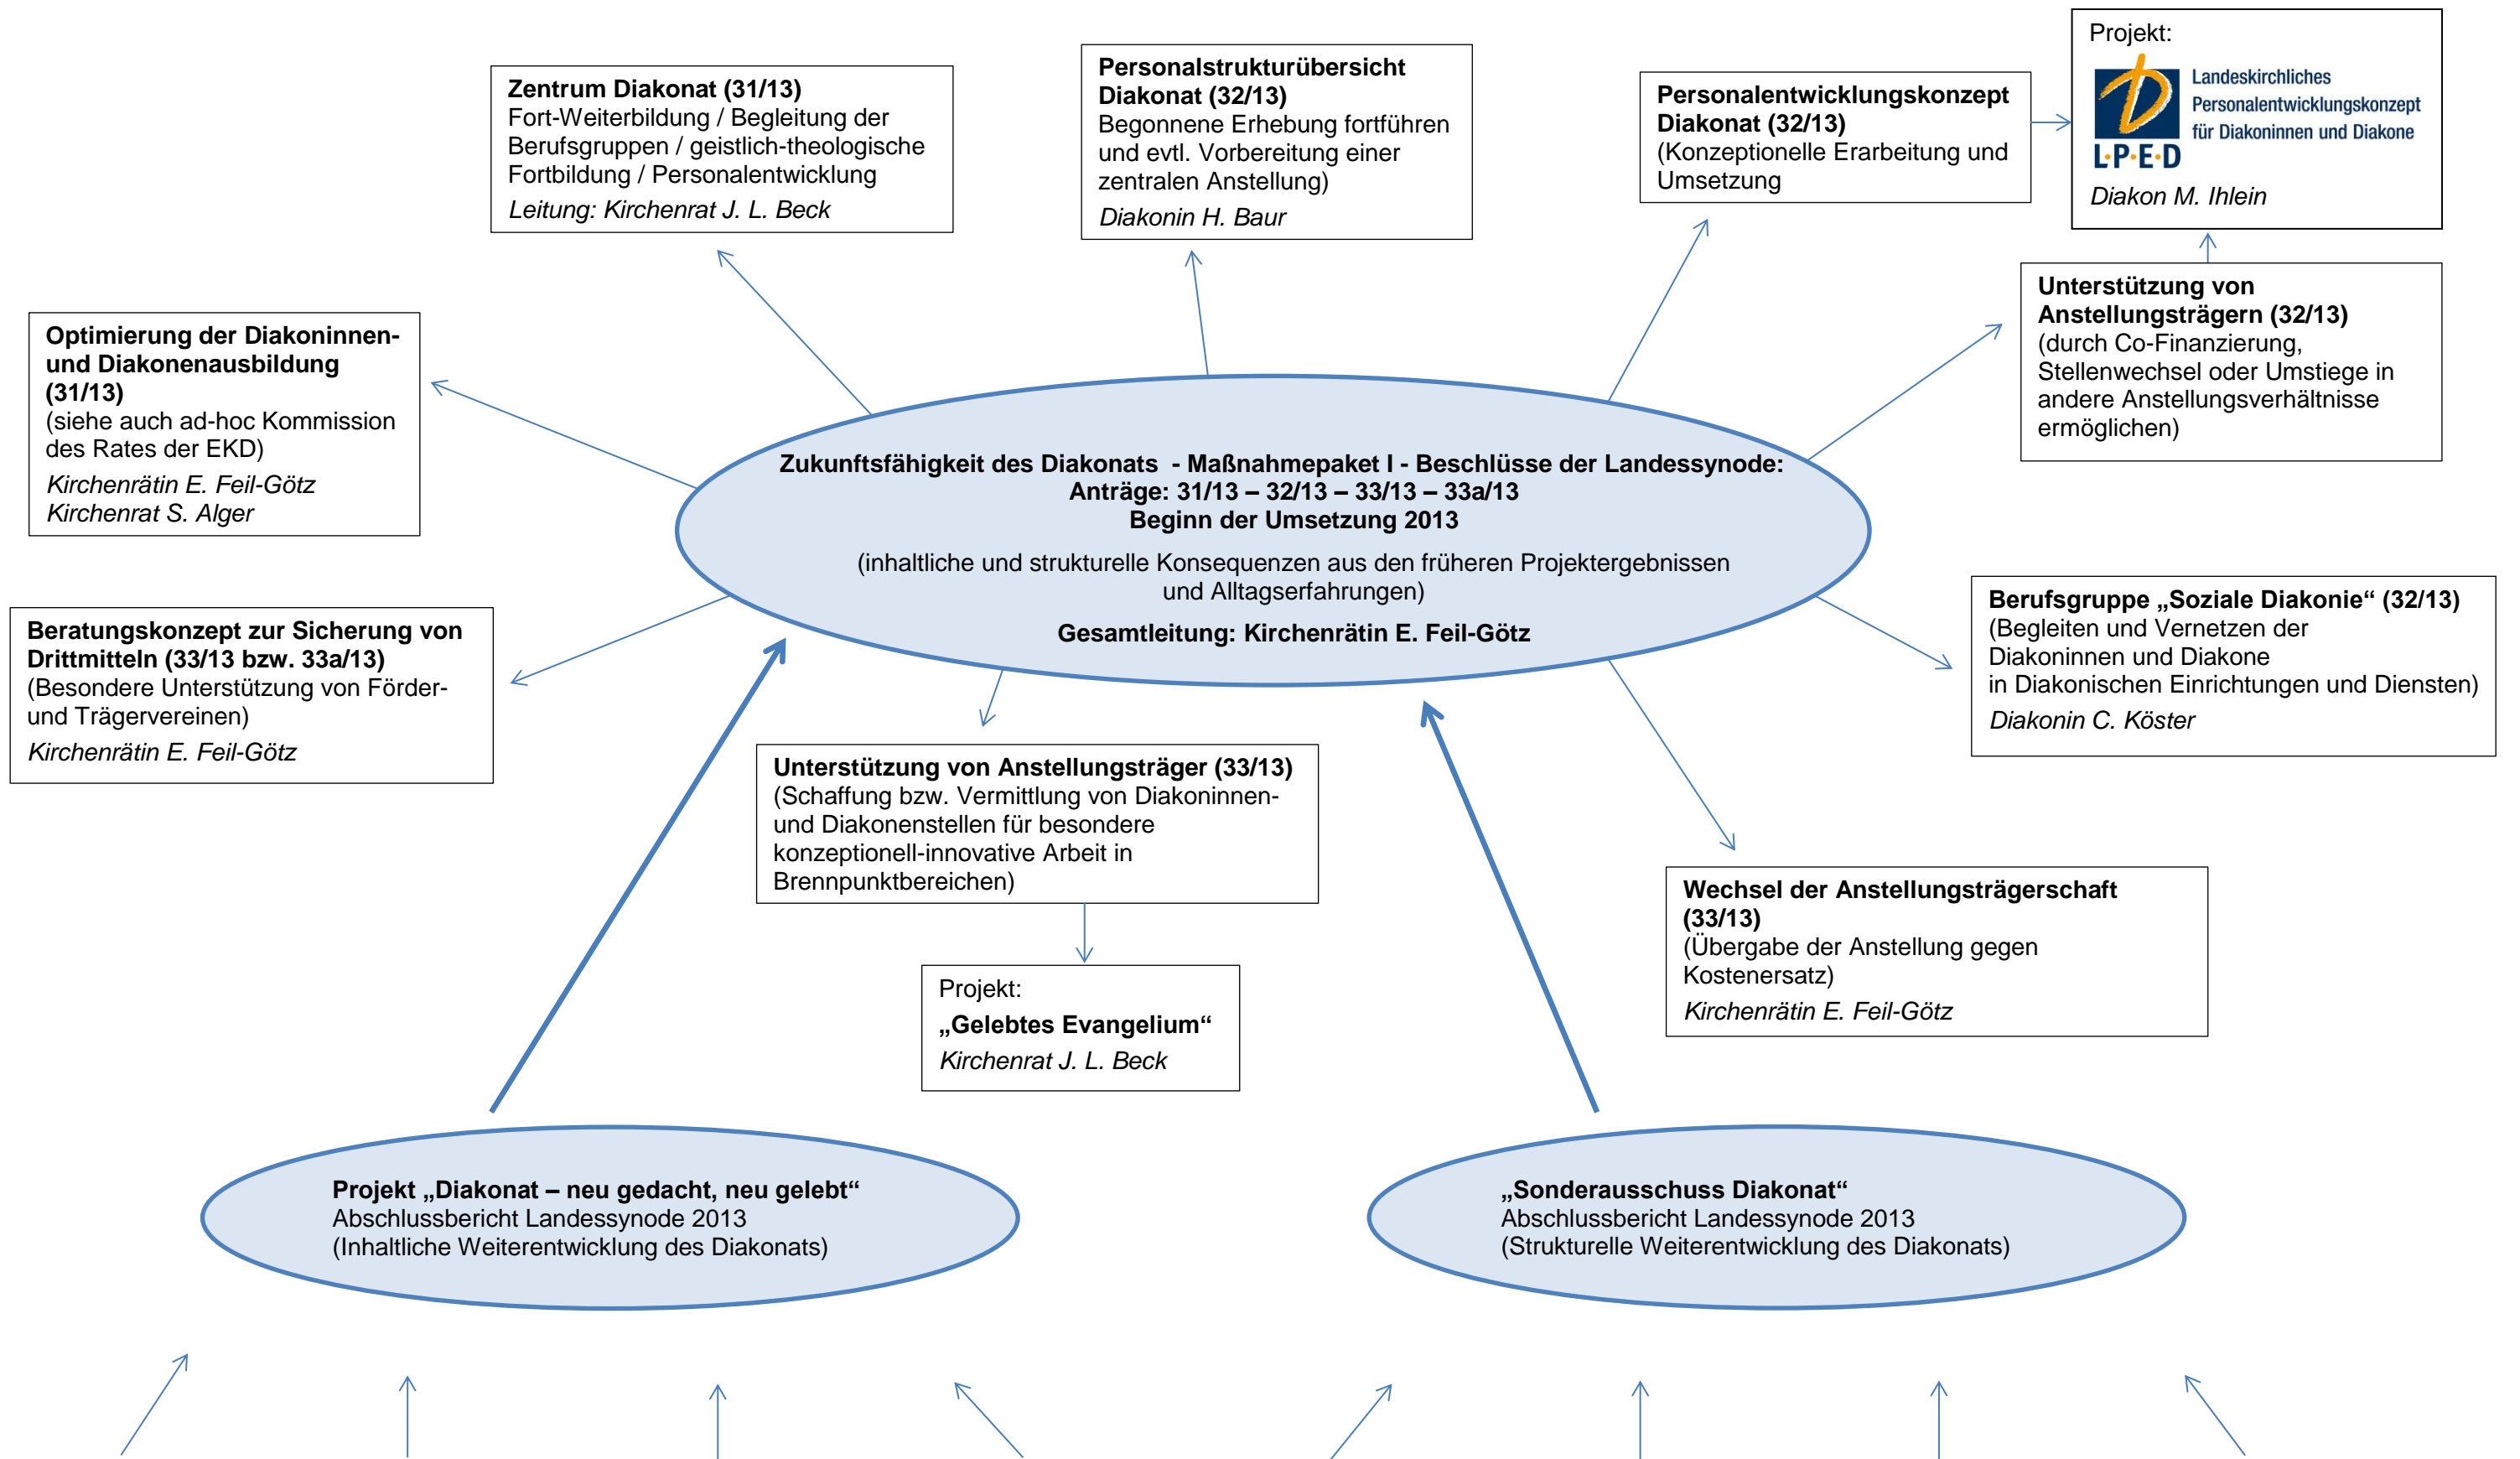 Projekt:
Landeskirchliches
Personalentwicklungskonzept
für Diakoninnen und Diakone
L·P·E·D
Diakon M. Ihlein
Zentrum Diakonat (31/13)
Fort-Weiterbildung / Begleitung der
Berufsgruppen / geistlich-theologische
Fortbildung / Personalentwicklung
Leitung: Kirchenrat J. L. Beck
Personalstrukturübersicht
Diakonat (32/13)
Begonnene Erhebung fortführen
und evtl. Vorbereitung einer
zentralen Anstellung)
Diakonin H. Baur
Personalentwicklungskonzept
Diakonat (32/13)
(Konzeptionelle Erarbeitung und
Umsetzung
Unterstützung von
Anstellungsträgern (32/13)
(durch Co-Finanzierung,
Stellenwechsel oder Umstiege in
andere Anstellungsverhältnisse
ermöglichen)
Optimierung der Diakoninnen-
und Diakonenausbildung
(31/13)
(siehe auch ad-hoc Kommission
des Rates der EKD)
Kirchenrätin E. Feil-Götz
Kirchenrat S. Alger
Zukunftsfähigkeit des Diakonats - Maßnahmepaket I - Beschlüsse der Landessynode:
Anträge: 31/13 – 32/13 – 33/13 – 33a/13
Beginn der Umsetzung 2013
(inhaltliche und strukturelle Konsequenzen aus den früheren Projektergebnissen
und Alltagserfahrungen)
Gesamtleitung: Kirchenrätin E. Feil-Götz
Beratungskonzept zur Sicherung von
Drittmitteln (33/13 bzw. 33a/13)
(Besondere Unterstützung von Förder-
und Trägervereinen)
Kirchenrätin E. Feil-Götz
Berufsgruppe „Soziale Diakonie“ (32/13)
(Begleiten und Vernetzen der
Diakoninnen und Diakone
in Diakonischen Einrichtungen und Diensten)
Diakonin C. Köster
Unterstützung von Anstellungsträger (33/13)
(Schaffung bzw. Vermittlung von Diakoninnen-
und Diakonenstellen für besondere
konzeptionell-innovative Arbeit in
Brennpunktbereichen)
Wechsel der Anstellungsträgerschaft
(33/13)
(Übergabe der Anstellung gegen
Kostenersatz)
Kirchenrätin E. Feil-Götz
Projekt:
„Gelebtes Evangelium“
Kirchenrat J. L. Beck
Projekt „Diakonat – neu gedacht, neu gelebt“
Abschlussbericht Landessynode 2013
(Inhaltliche Weiterentwicklung des Diakonats)
„Sonderausschuss Diakonat“
Abschlussbericht Landessynode 2013
(Strukturelle Weiterentwicklung des Diakonats)